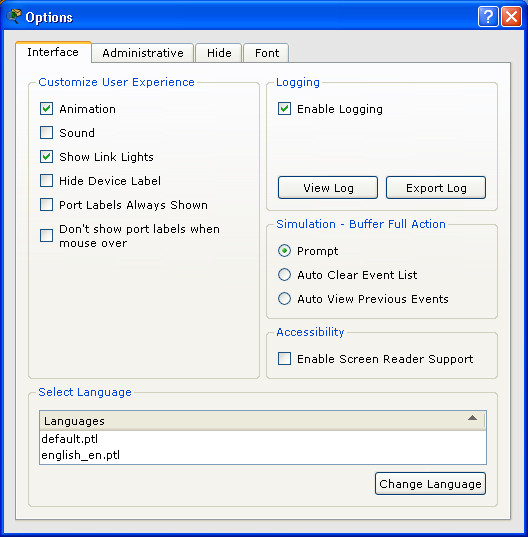 Options
Interface
Administrative
Hide
Font
Customize User Experience
Animation
Sound
Show Link Lights
Hide Device Label
Port Labels Always Shown
Don't show port labels when
mouse over
Logging
Enable Logging
View Log
Export Log
Simulation - Buffer Full Action
Prompt
Auto Clear Event List
Auto View Previous Events
Accessibility
Enable Screen Reader Support
Select Language
Languages
default.ptl
english_en.ptl
Change Language